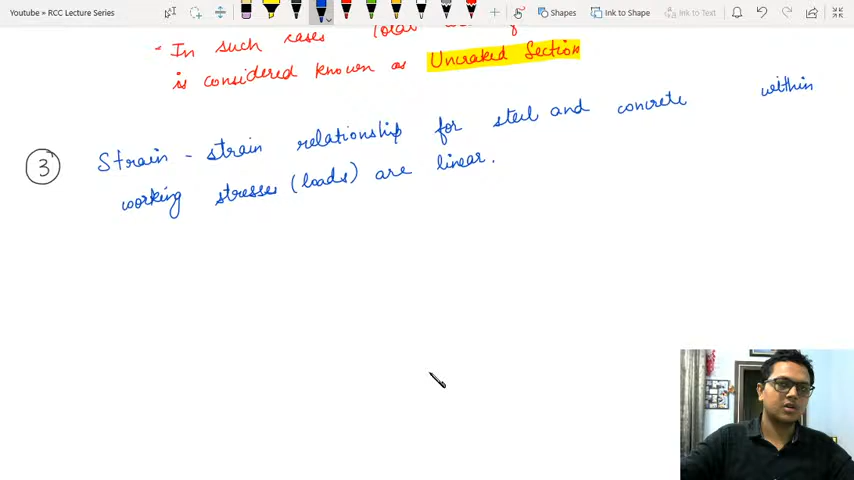 Youtube » RCC Lecture Series
Shapes
Ink to Shape
Ink to Text
- In such cases
is considered known as Uncraked Section
3 Strain - strain relationship for steel and concrete within
working stresses (loads) are linear.